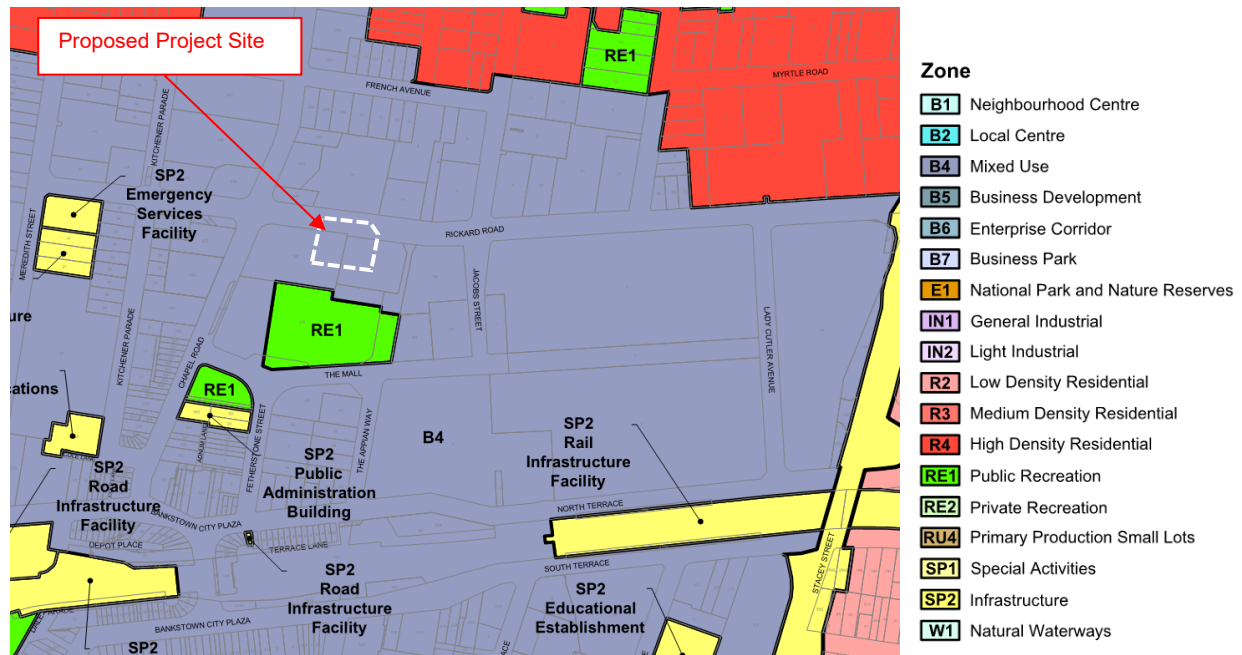 Proposed Project Site
RE1
MYRTLE ROAD
FRENCH AVENUE
KITCHENER PARADE
SP2
Emergency
Services
Facility
MEREDITH STREET
RICKARD ROAD
JACOBS STREET
LADY CUTLER AVENUE
RE1
CHAPEL ROAD
KITCHENER PARADE
ure
THE MALL
RE1
cations
FETHERSTONE STREET
THE APPIAN WAY
B4
SP2
Rail
Infrastructure
Facility
SP2
Public
Administration
Building
SP2
Road
Infrastructure
Facility
NORTH TERRACE
BANKSTOWN CITY PLAZA
DEPOT PLACE
TERRACE LANE
SOUTH TERRACE
STACEY STREET
SP2
Road
Infrastructure
Facility
SP2
Educational
Establishment
BANKSTOWN CITY PLAZA
SP2
Zone
B1 Neighbourhood Centre
B2 Local Centre
B4 Mixed Use
B5 Business Development
B6 Enterprise Corridor
B7 Business Park
E1 National Park and Nature Reserves
IN1 General Industrial
IN2 Light Industrial
R2 Low Density Residential
R3 Medium Density Residential
R4 High Density Residential
RE1 Public Recreation
RE2 Private Recreation
RU4 Primary Production Small Lots
SP1 Special Activities
SP2 Infrastructure
W1 Natural Waterways